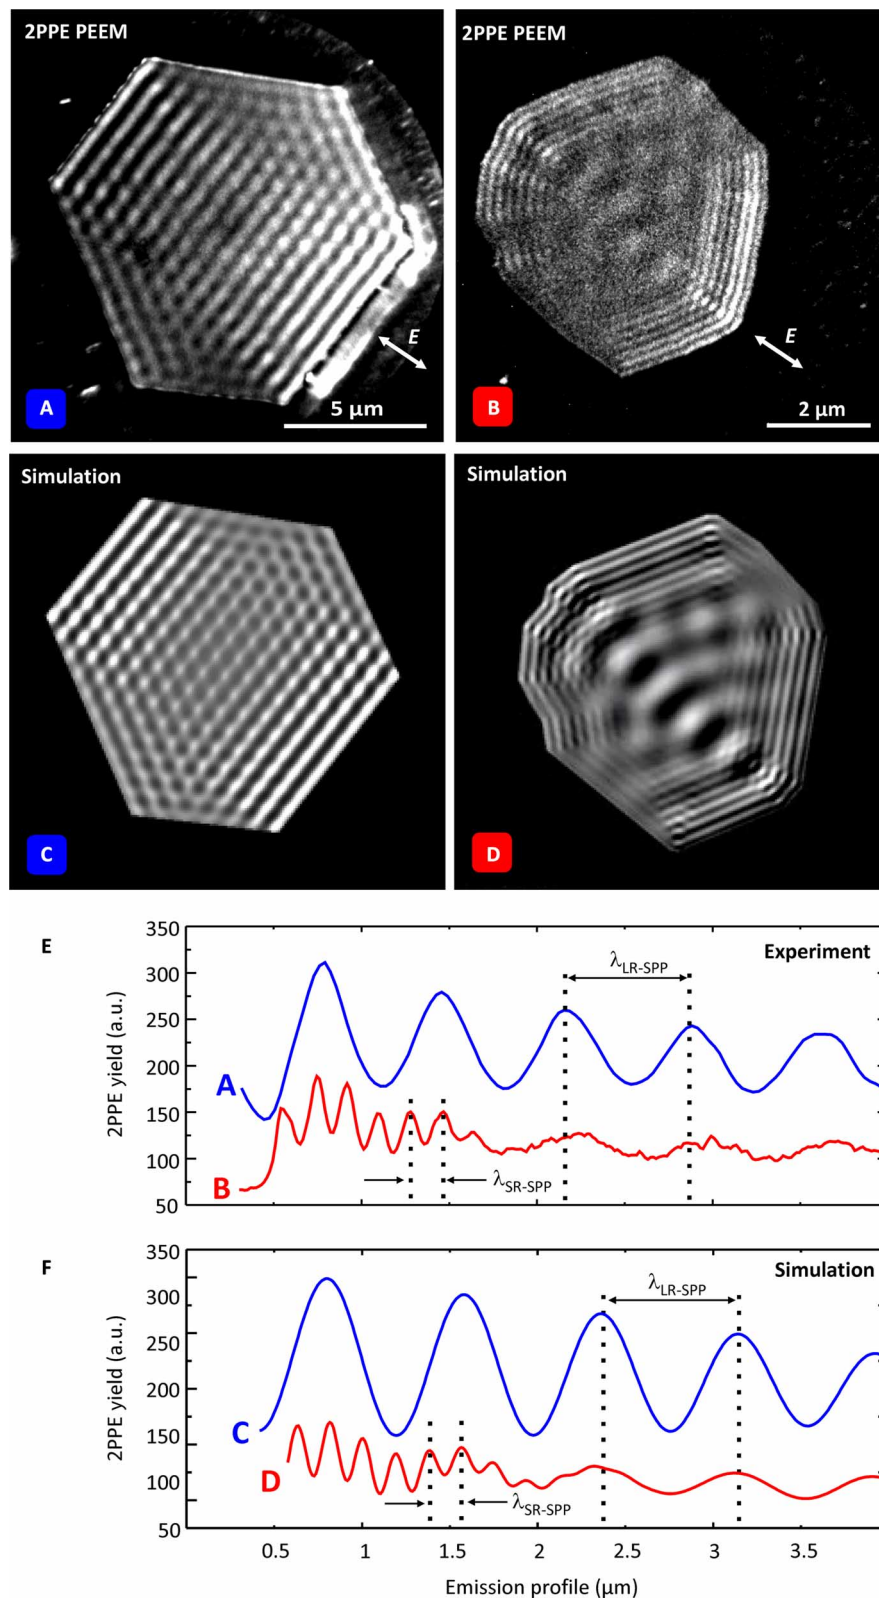 2PPE PEEM
E
A
5 µm
2PPE PEEM
E
B
2 µm
Simulation
C
Simulation
D
E
Experiment
2PPE yield (a.u.)
350
300
250
200
150
100
50
λLR-SPP
A
B
λSR-SPP
F
Simulation
2PPE yield (a.u.)
350
300
250
200
150
100
50
λLR-SPP
C
D
λSR-SPP
0.5 1 1.5 2 2.5 3 3.5
Emission profile (µm)